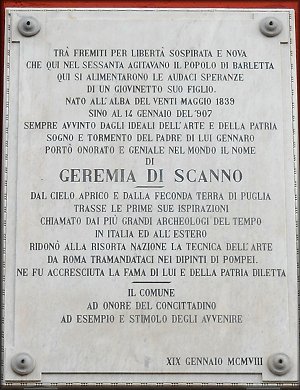 TRÀ FREMITI PER LIBERTÀ SOSPIRATA E NOVA
CHE QUI NEL SESSANTA AGITAVANO IL POPOLO DI BARLETTA
QUI SI ALIMENTARONO LE AUDACI SPERANZE
DI UN GIOVINETTO SUO FIGLIO.
NATO ALL'ALBA DEL VENTI MAGGIO 1839
SINO AL 14 GENNAIO DEL '907
SEMPRE AVVINTO DAGLI IDEALI DELL'ARTE E DELLA PATRIA
SOGNO E TORMENTO DEL PADRE DI LUI GENNARO
PORTÒ ONORATO E GENIALE NEL MONDO IL NOME
DI
GEREMIA DI SCANNO
DAL CIELO APRICO E DALLA FECONDA TERRA DI PUGLIA
TRASSE LE PRIME SUE ISPIRAZIONI
CHIAMATO DAI PIÙ GRANDI ARCHEOLOGI DEL TEMPO
IN ITALIA ED ALL'ESTERO
RIDONÒ ALLA RISORTA NAZIONE LA TECNICA DELL'ARTE
DA ROMA TRAMANDATACI NEI DIPINTI DI POMPEI.
NE FU ACCRESCIUTA LA FAMA DI LUI E DELLA PATRIA DILETTA
IL COMUNE
AD ONORE DEL CONCITTADINO
AD ESEMPIO E STIMOLO DEGLI AVVENIRE
XIX GENNAIO MCMVIII